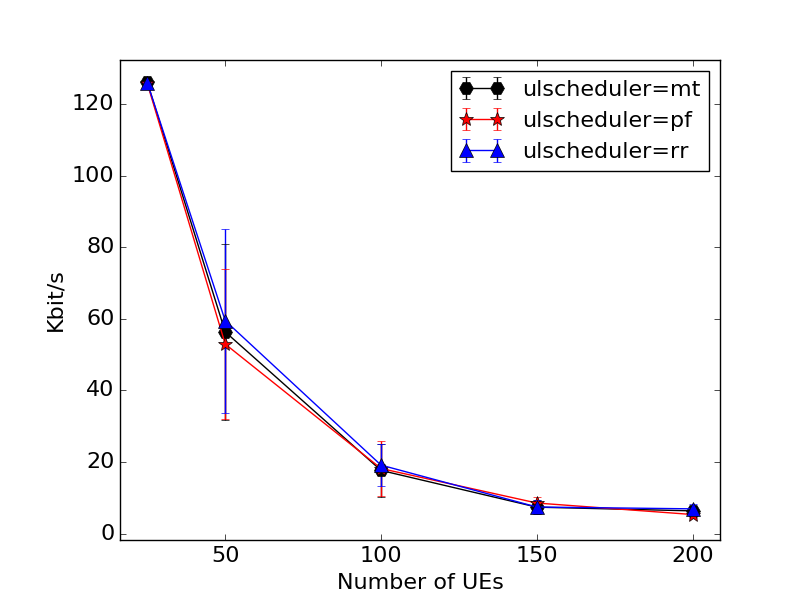 ulscheduler=mt
ulscheduler=pf
ulscheduler=rr
120
100
80
60
40
20
0
Kbit/s
50 100 150 200
Number of UEs